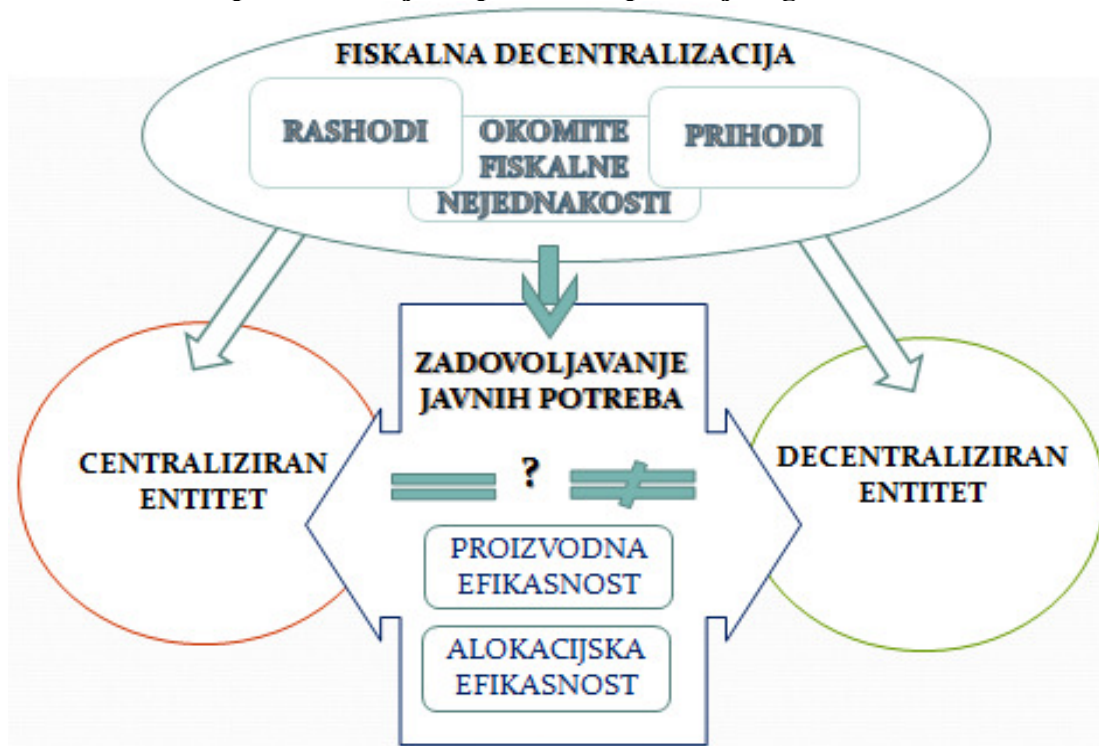 FISKALNA DECENTRALIZACIJA
RASHODI
OKOMITE
FISKALNE
NEJEDNAKOSTI
PRIHODI
ZADOVOLJAVANJE
JAVNIH POTREBA
CENTRALIZIRAN
ENTITET
?
DECENTRALIZIRAN
ENTITET
PROIZVODNA
EFIKASNOST
ALOKACIJSKA
EFIKASNOST